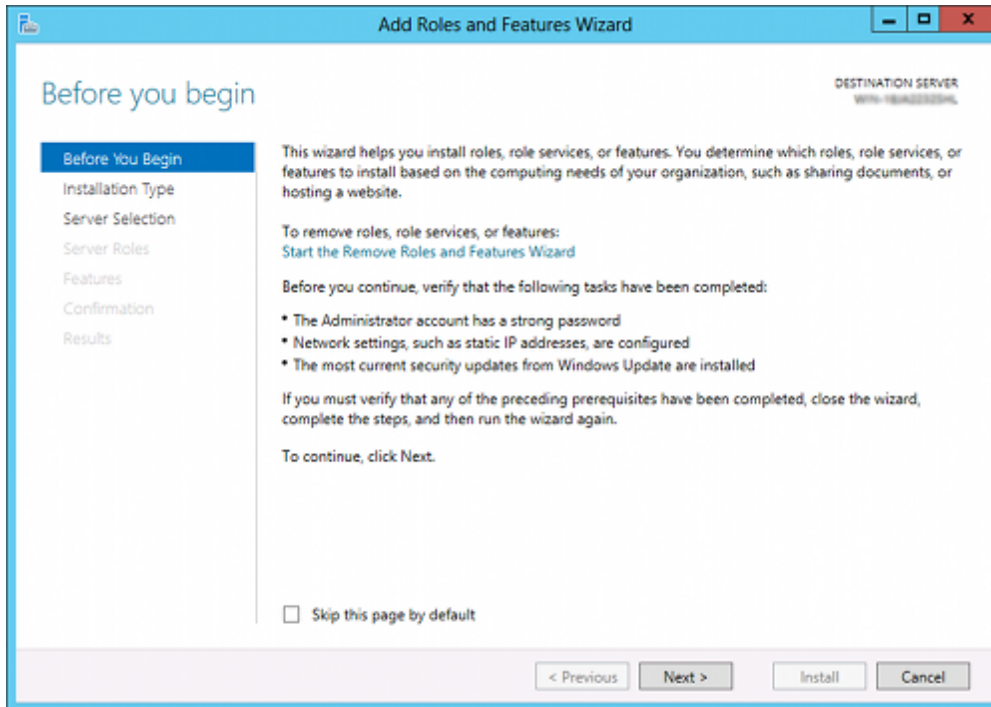 Add Roles and Features Wizard
Before you begin
DESTINATION SERVER
Before You Begin
Installation Type
Server Selection
Server Roles
Features
Confirmation
Results
This wizard helps you install roles, role services, or features. You determine which roles, role services, or
features to install based on the computing needs of your organization, such as sharing documents, or
hosting a website.
To remove roles, role services, or features:
Start the Remove Roles and Features Wizard
Before you continue, verify that the following tasks have been completed:
• The Administrator account has a strong password
• Network settings, such as static IP addresses, are configured
• The most current security updates from Windows Update are installed
If you must verify that any of the preceding prerequisites have been completed, close the wizard,
complete the steps, and then run the wizard again.
To continue, click Next.
Skip this page by default
< Previous
Next >
Install
Cancel